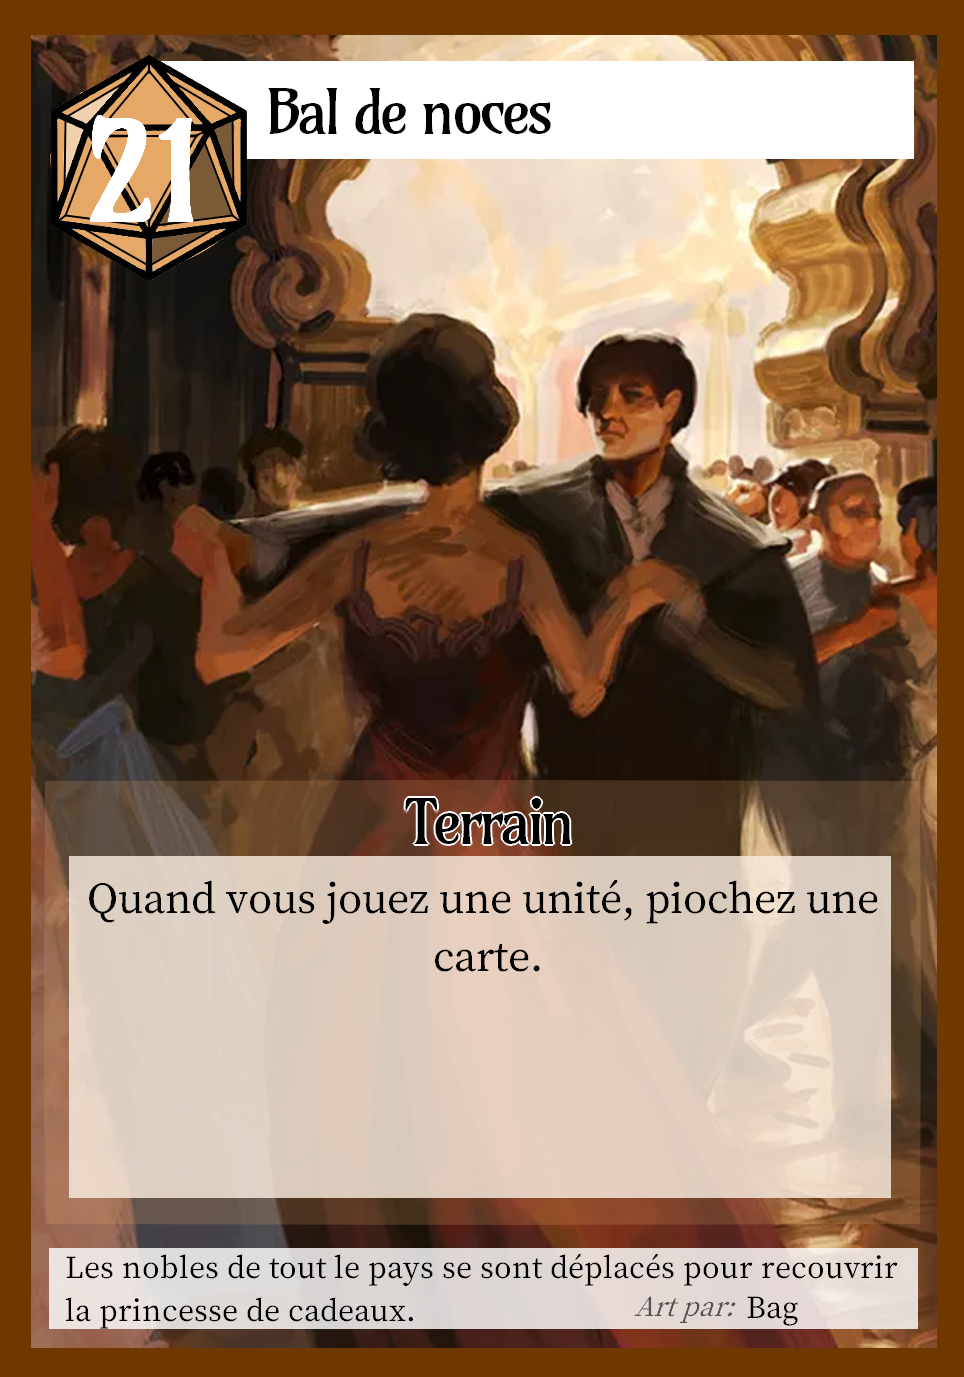 21
Bal de noces
Terrain
Quand vous jouez une unité, piochez une
carte.
Les nobles de tout le pays se sont déplacés pour recouvrir
la princesse de cadeaux.
Art par: Bag